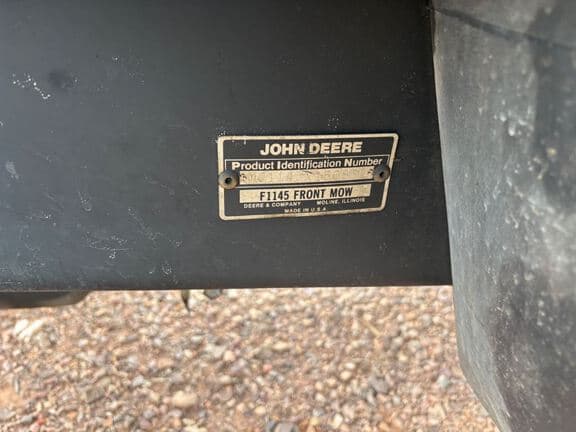 JOHN DEERE
Product Identification Number
F1145 FRONT MOW
DEERE & COMPANY MOLINE, ILLINOIS
MADE IN U.S.A.